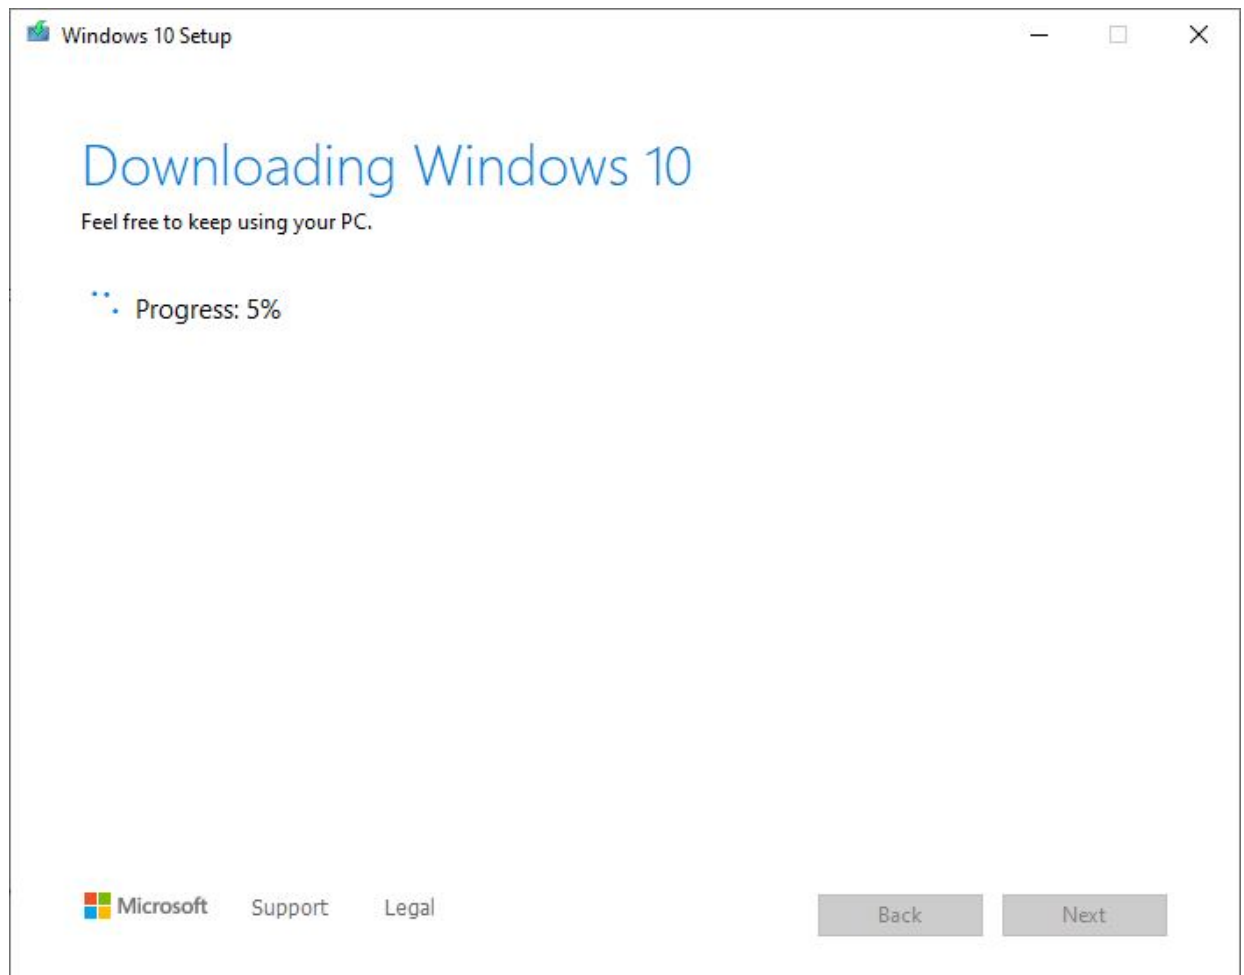 Windows 10 Setup
Downloading Windows 10
Feel free to keep using your PC.
Progress: 5%
Microsoft Support Legal Back Next